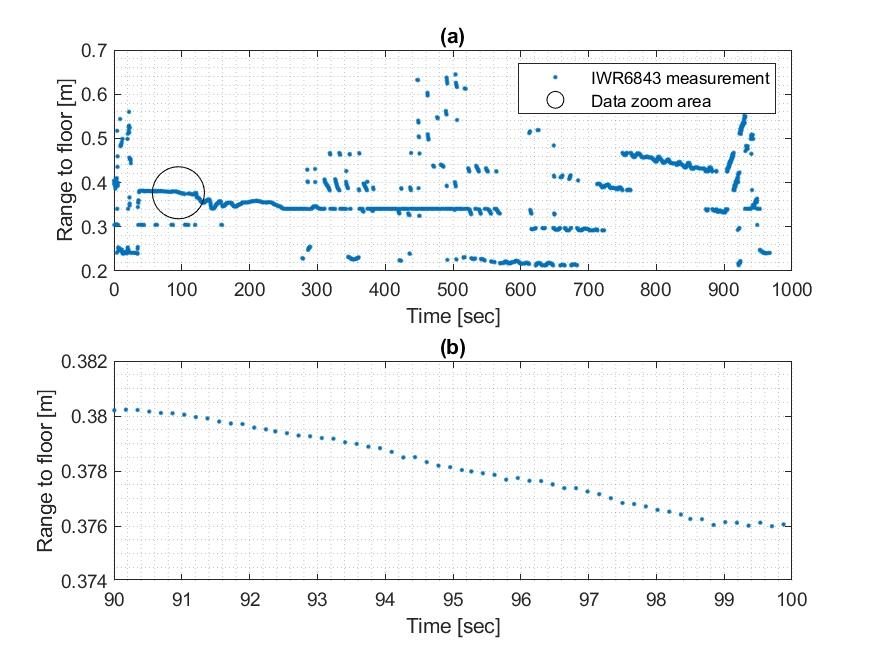 (a)
0.7
0.6
0.5
0.4
0.3
0.2
Range to floor [m]
IWR6843 measurement
Data zoom area
0 100 200 300 400 500 600 700 800 900 1000
Time [sec]
(b)
0.382
0.38
0.378
0.376
0.374
Range to floor [m]
90 91 92 93 94 95 96 97 98 99 100
Time [sec]